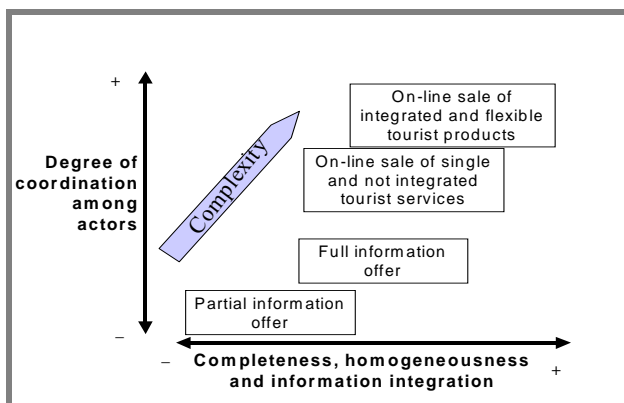 +
On-line sale of
integrated and flexible
tourist products
Degree of
coordination
among
actors
Complexity
On-line sale of single
and not integrated
tourist services
Full information
offer
Partial information
offer
–
–
Completeness, homogeneousness
and information integration
+